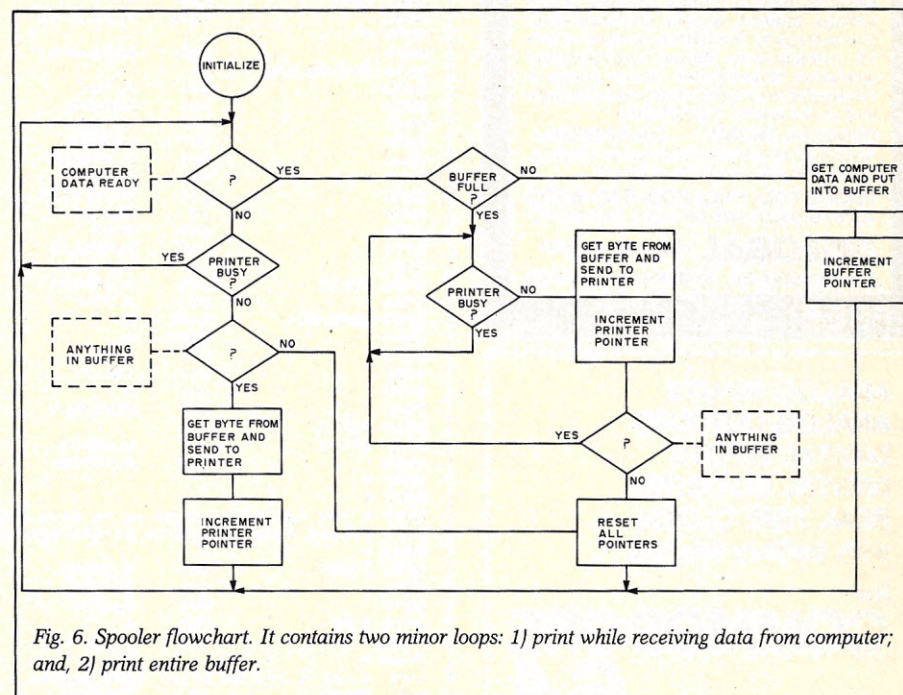 INITIALIZE
COMPUTER
DATA READY
?
YES
NO
BUFFER
FULL
?
NO
YES
GET COMPUTER
DATA AND PUT
INTO BUFFER
INCREMENT
BUFFER
POINTER
YES
PRINTER
BUSY
?
NO
PRINTER
BUSY
?
NO
YES
GET BYTE FROM
BUFFER AND
SEND TO
PRINTER
INCREMENT
PRINTER
POINTER
ANYTHING
IN BUFFER
?
NO
YES
GET BYTE FROM
BUFFER AND
SEND TO
PRINTER
INCREMENT
PRINTER
POINTER
YES
?
NO
ANYTHING
IN BUFFER
RESET
ALL
POINTERS
Fig. 6. Spooler flowchart. It contains two minor loops: 1) print while receiving data from computer;
and, 2) print entire buffer.